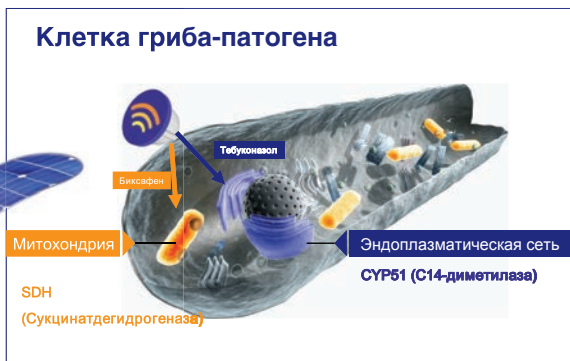 Клетка гриба-патогена
Тебуконазол
Биксафен
Митохондрия
Эндоплазматическая сеть
CYP51 (C14-диметилаза)
SDH
(Сукцинатдегидрогеназа)